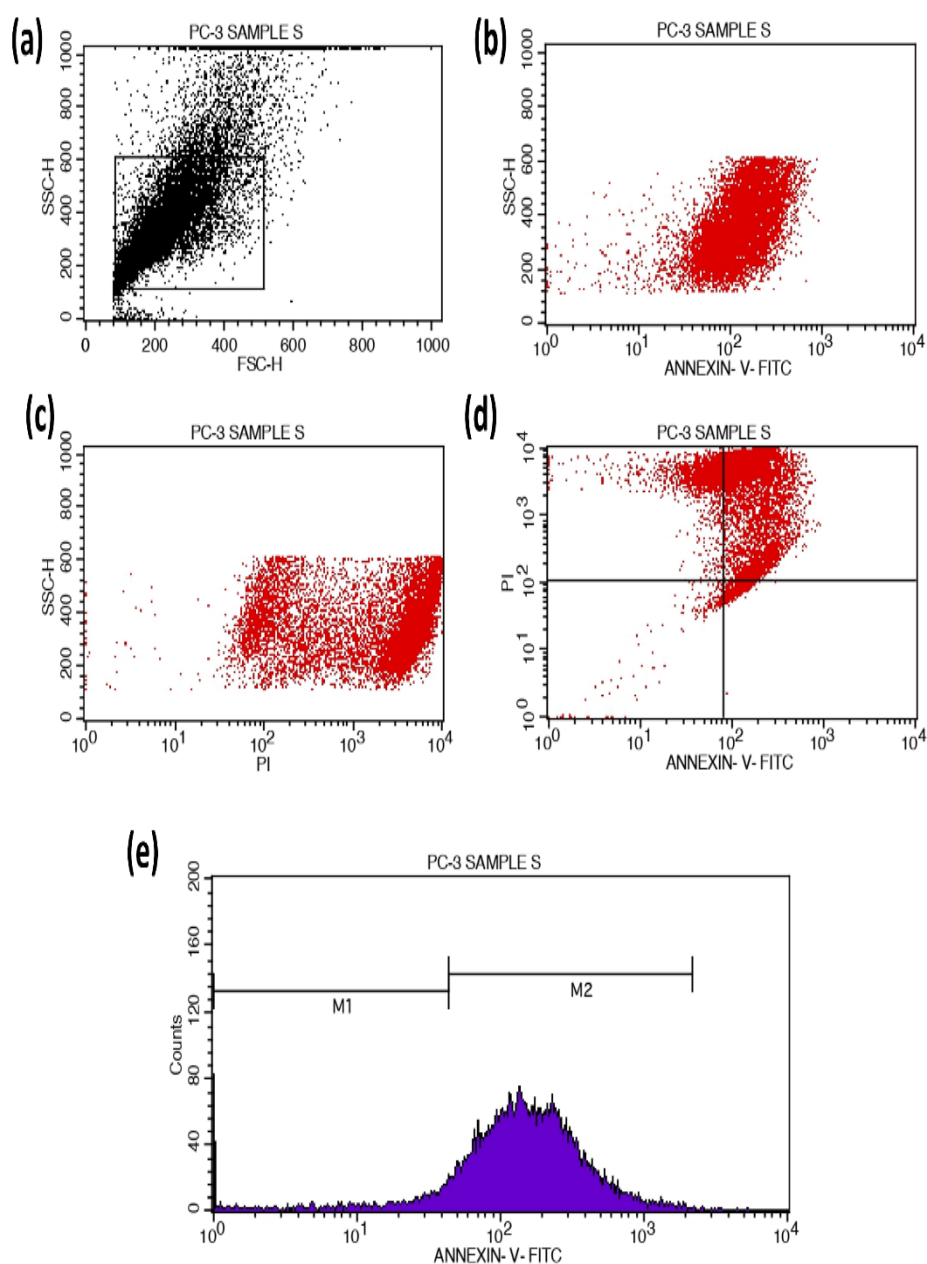 (a)
PC-3 SAMPLE S
SSC-H
1000
800
600
400
200
0
0 200 400 600 800 1000
FSC-H
(b)
PC-3 SAMPLE S
SSC-H
1000
800
600
400
200
0
10^0 10^1 10^2 10^3 10^4
ANNEXIN- V- FITC
(c)
PC-3 SAMPLE S
SSC-H
1000
800
600
400
200
0
10^0 10^1 10^2 10^3 10^4
PI
(d)
PC-3 SAMPLE S
PI
10^4
10^3
10^2
10^1
10^0
10^0 10^1 10^2 10^3 10^4
ANNEXIN- V- FITC
(e)
PC-3 SAMPLE S
Counts
200
160
120
80
40
0
M1
M2
10^0 10^1 10^2 10^3 10^4
ANNEXIN- V- FITC